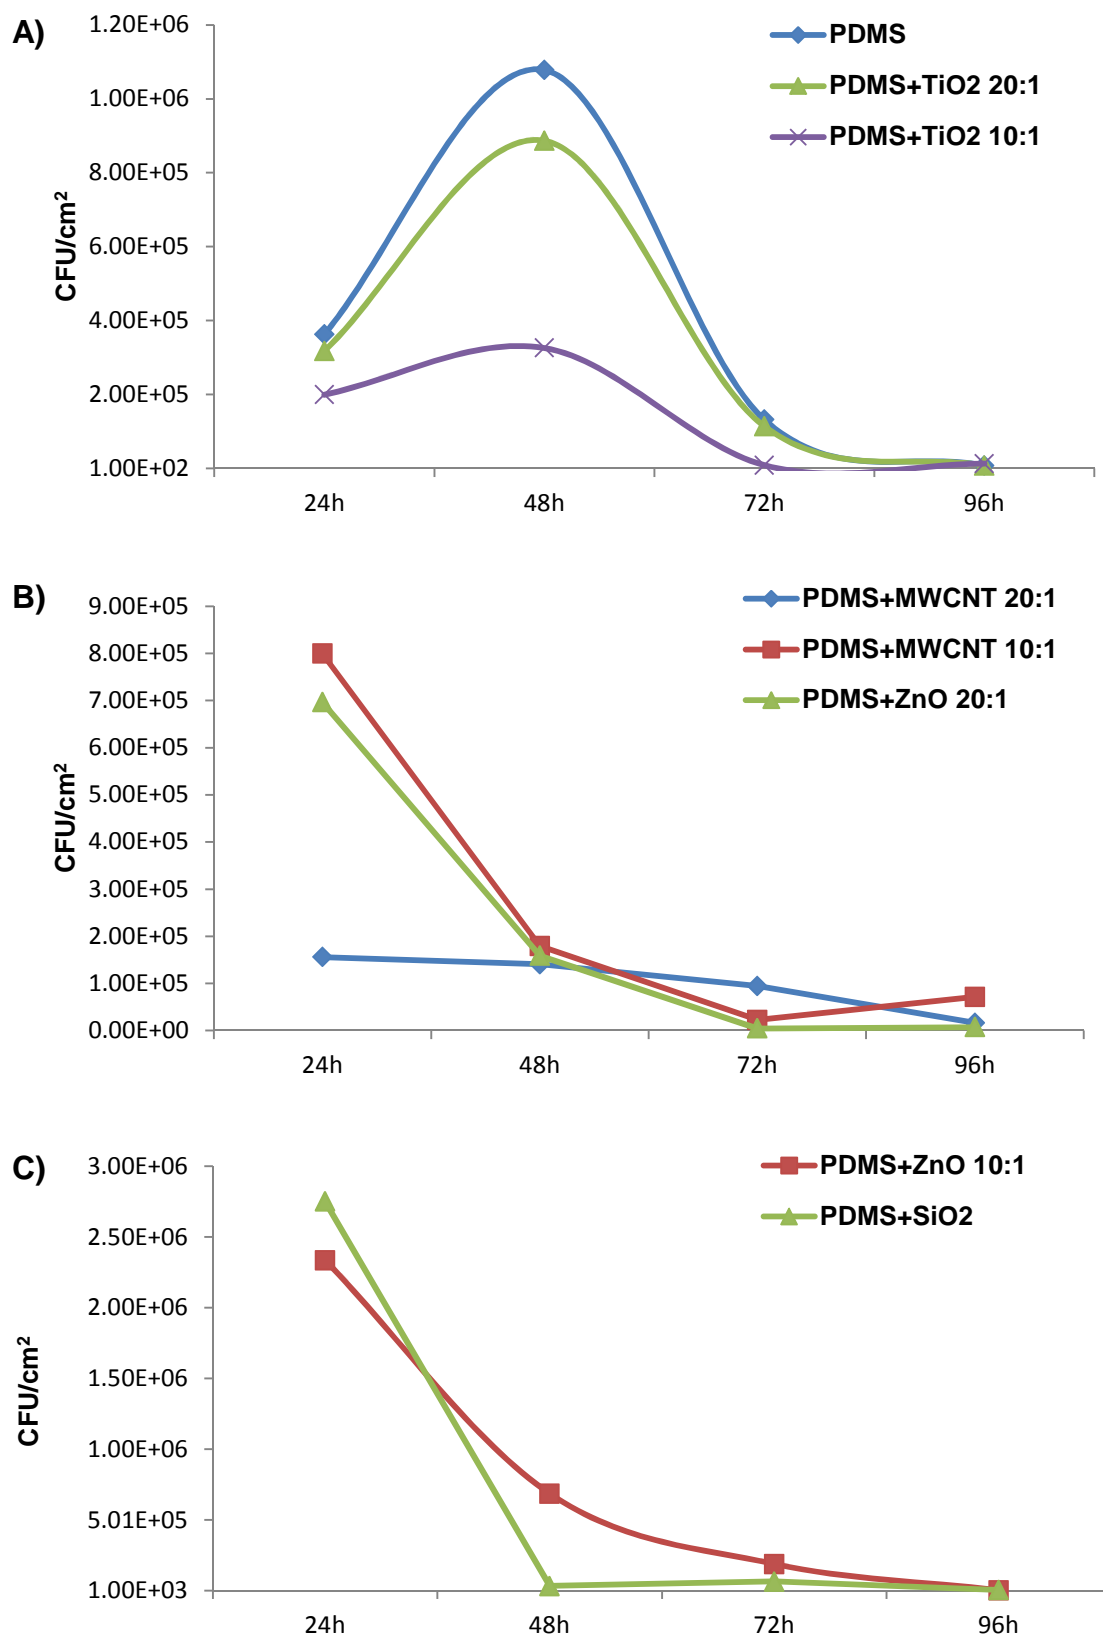 A)
1.20E+06
1.00E+06
8.00E+05
6.00E+05
4.00E+05
2.00E+05
1.00E+02
CFU/cm²
24h 48h 72h 96h
PDMS
PDMS+TiO2 20:1
PDMS+TiO2 10:1
B)
9.00E+05
8.00E+05
7.00E+05
6.00E+05
5.00E+05
4.00E+05
3.00E+05
2.00E+05
1.00E+05
0.00E+00
CFU/cm²
24h 48h 72h 96h
PDMS+MWCNT 20:1
PDMS+MWCNT 10:1
PDMS+ZnO 20:1
C)
3.00E+06
2.50E+06
2.00E+06
1.50E+06
1.00E+06
5.01E+05
1.00E+03
CFU/cm²
24h 48h 72h 96h
PDMS+ZnO 10:1
PDMS+SiO2